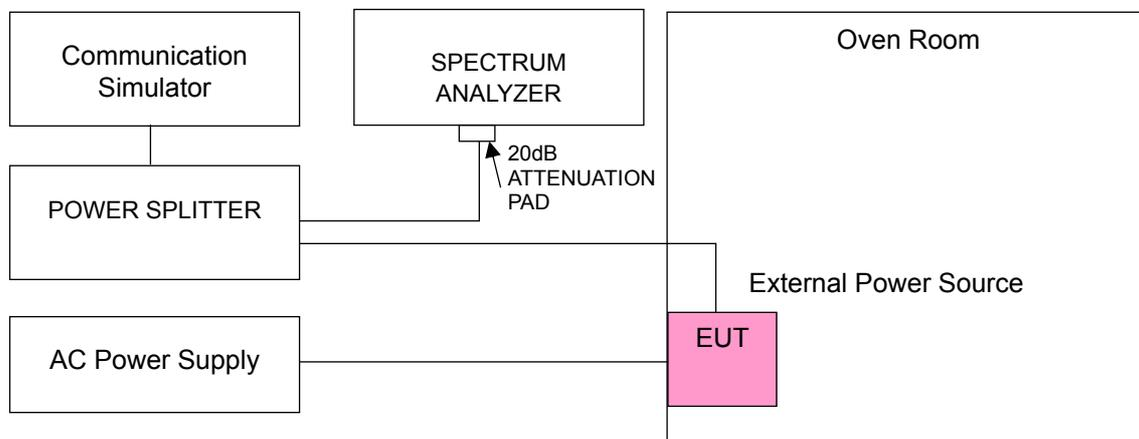 Communication
Simulator
SPECTRUM
ANALYZER
Oven Room
20dB
ATTENUATION
PAD
POWER SPLITTER
External Power Source
EUT
AC Power Supply